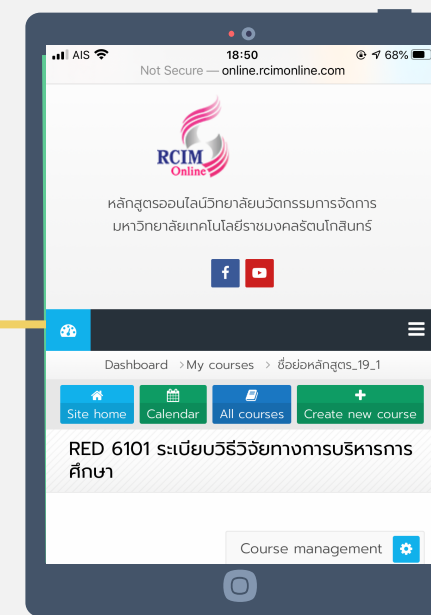 AIS 18:50 68%
Not Secure — online.rcimonline.com
RCIM
Online
หลักสูตรออนไลน์วิทยาลัยนวัตกรรมการจัดการ
มหาวิทยาลัยเทคโนโลยีราชมงคลรัตนโกสินทร์
f
Dashboard > My courses > ชื่อย่อหลักสูตร_19_1
Site home Calendar All courses Create new course
RED 6101 ระเบียบวิธีวิจัยทางการบริหารการ
ศึกษา
Course management